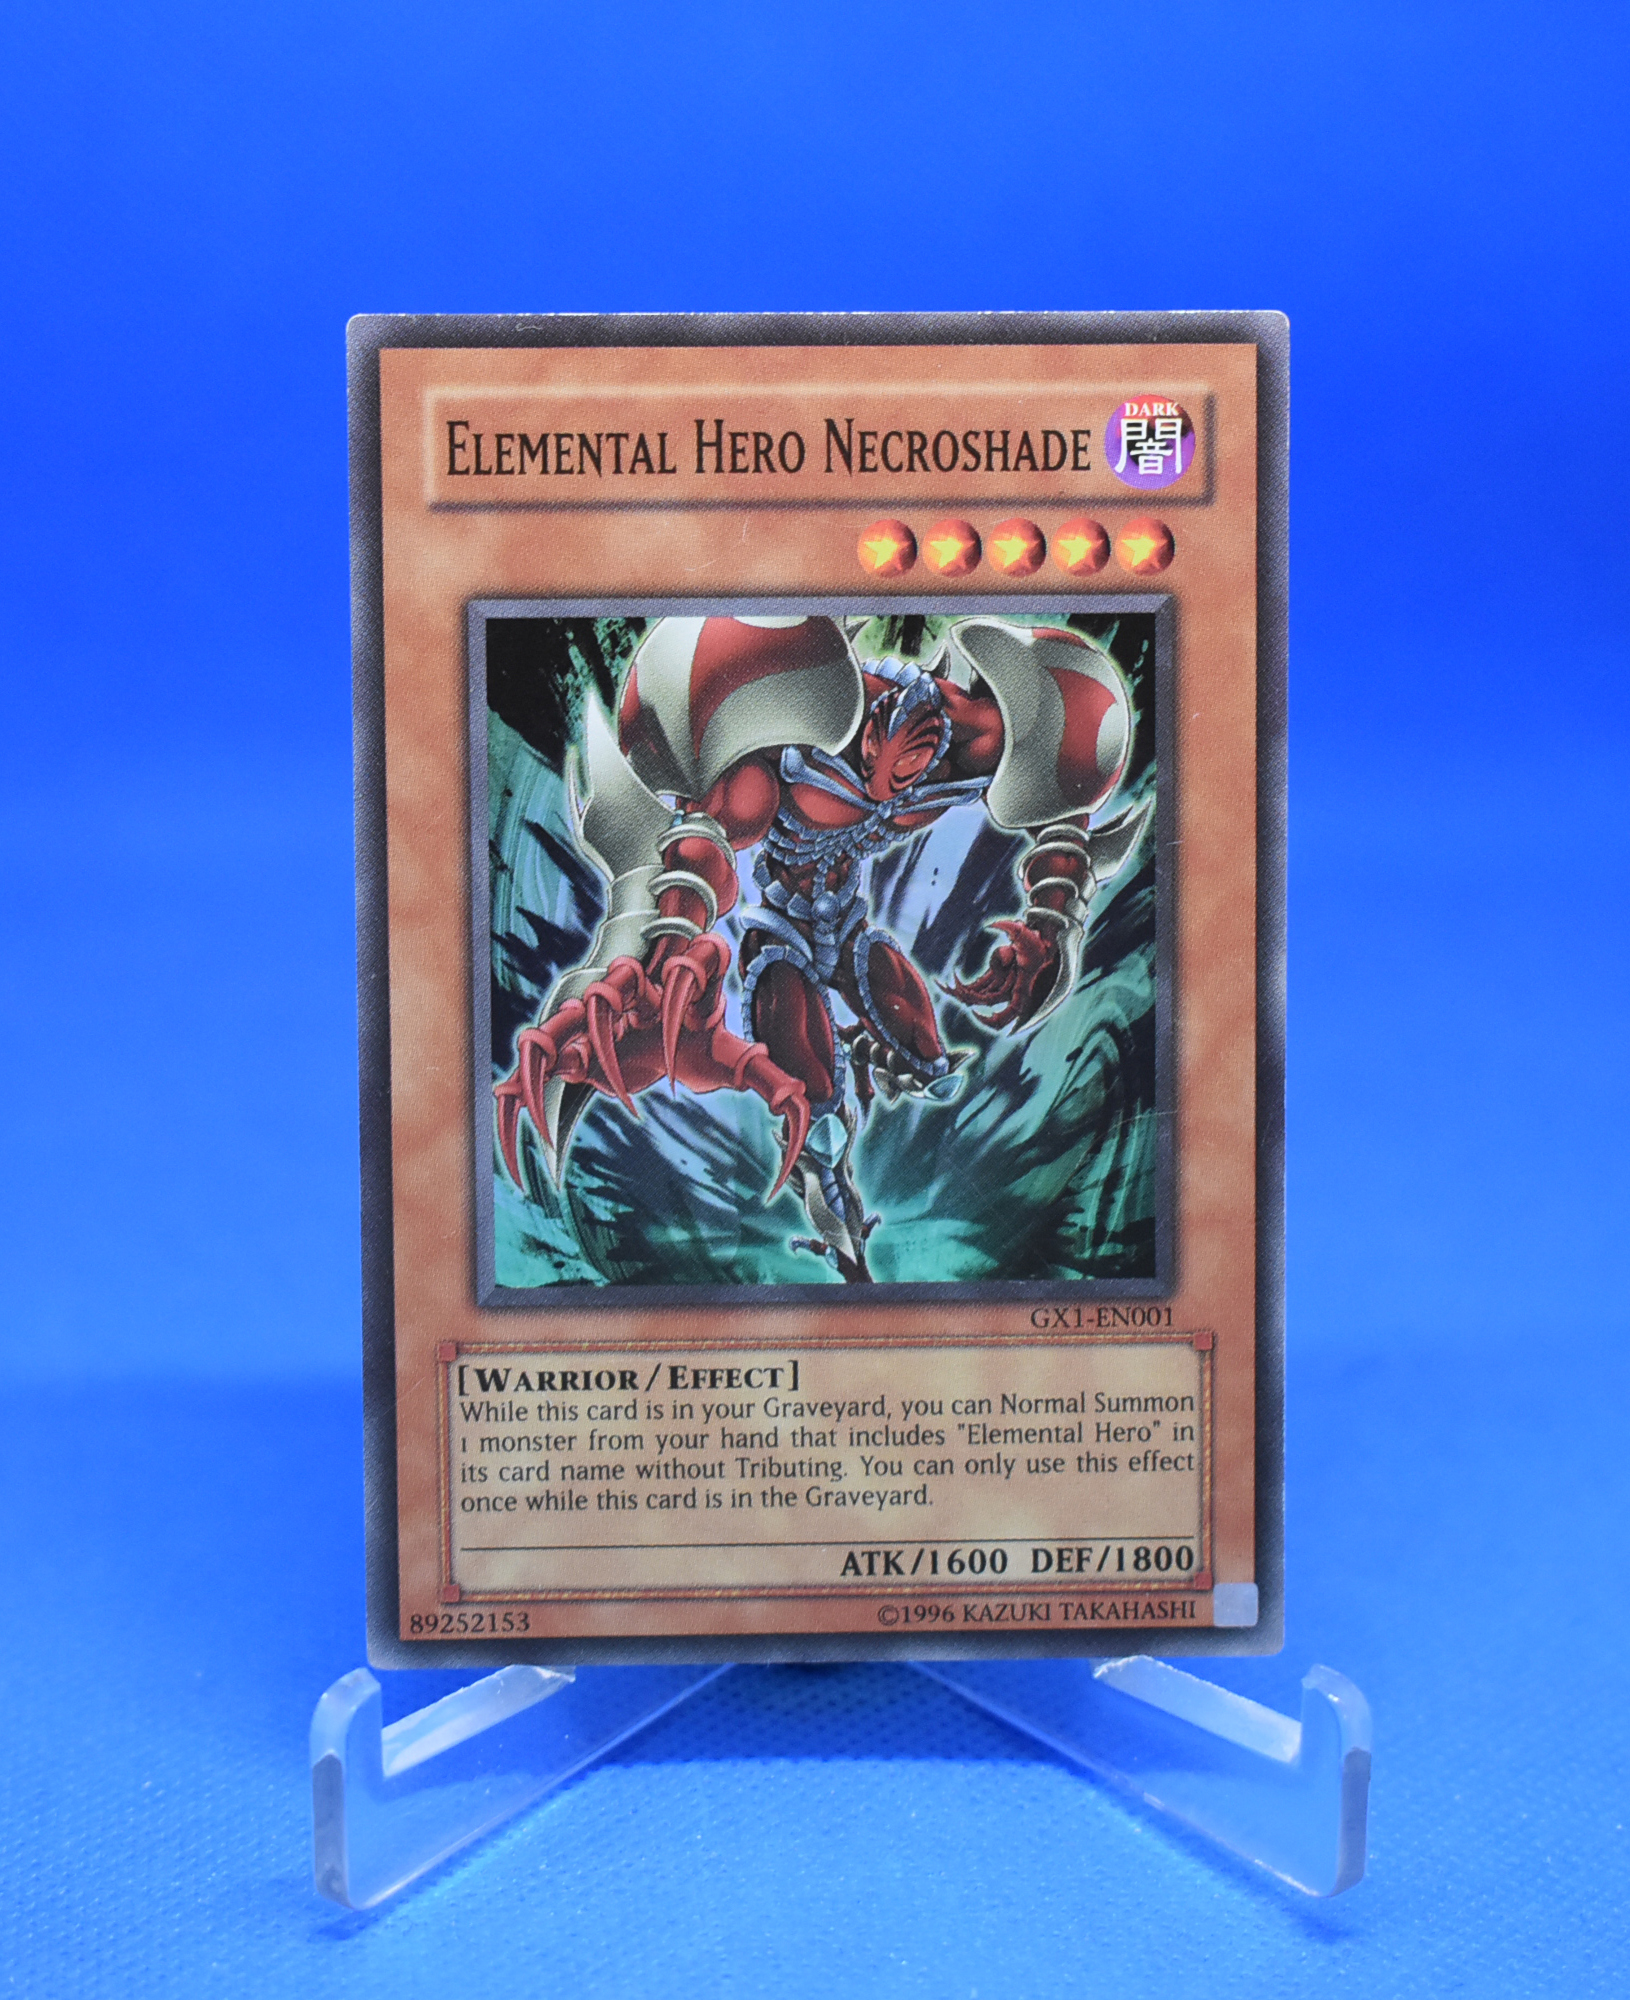 ELEMENTAL HERO NECROSHADE
DARK
闇
GX1-EN001
[WARRIOR/EFFECT]
While this card is in your Graveyard, you can Normal Summon
1 monster from your hand that includes "Elemental Hero" in
its card name without Tributing. You can only use this effect
once while this card is in the Graveyard.
ATK/1600 DEF/1800
89252153
©1996 KAZUKI TAKAHASHI